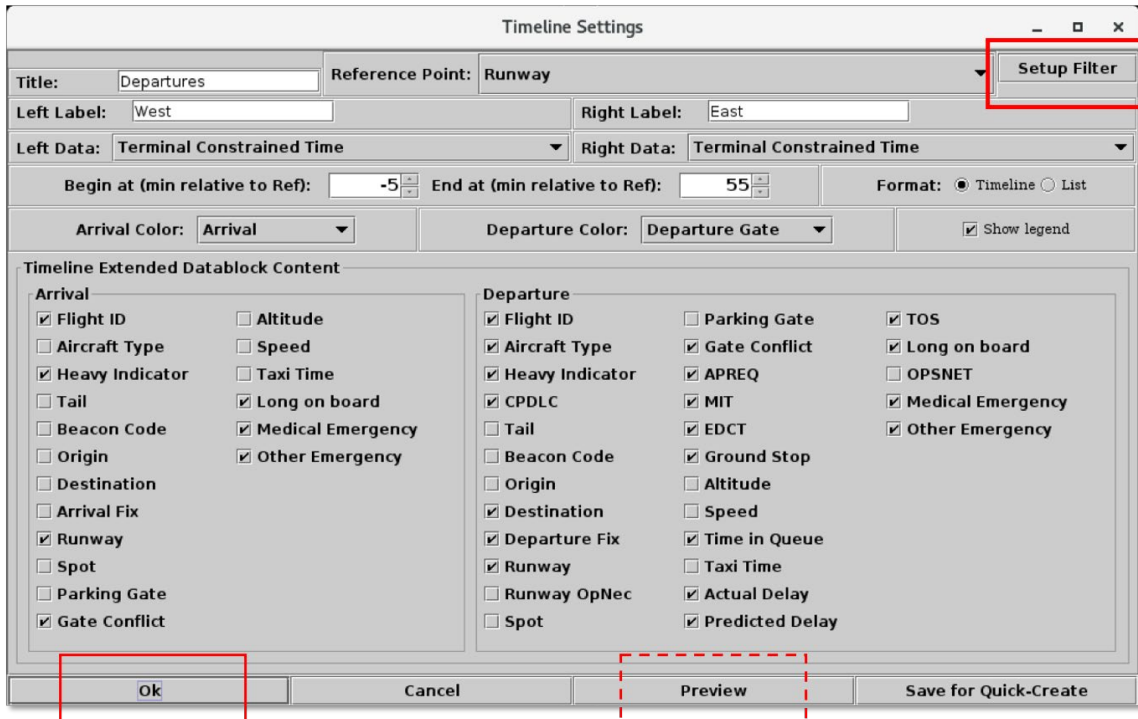 Timeline Settings
Title: Departures Reference Point: Runway Setup Filter
Left Label: West Right Label: East
Left Data: Terminal Constrained Time Right Data: Terminal Constrained Time
Begin at (min relative to Ref): -5 End at (min relative to Ref): 55 Format: Timeline List
Arrival Color: Arrival Departure Color: Departure Gate Show legend
Timeline Extended Datablock Content
Arrival Departure
Flight ID Altitude Flight ID Parking Gate TOS
Aircraft Type Speed Aircraft Type Gate Conflict Long on board
Heavy Indicator Taxi Time Heavy Indicator APREQ OPSNET
Tail Long on board CPDLC MIT Medical Emergency
Beacon Code Medical Emergency Tail EDCT Other Emergency
Origin Other Emergency Beacon Code Ground Stop
Destination Origin Altitude
Arrival Fix Destination Speed
Runway Departure Fix Time in Queue
Spot Runway Taxi Time
Parking Gate Runway OpNec Actual Delay
Gate Conflict Spot Predicted Delay
Ok Cancel Preview Save for Quick-Create